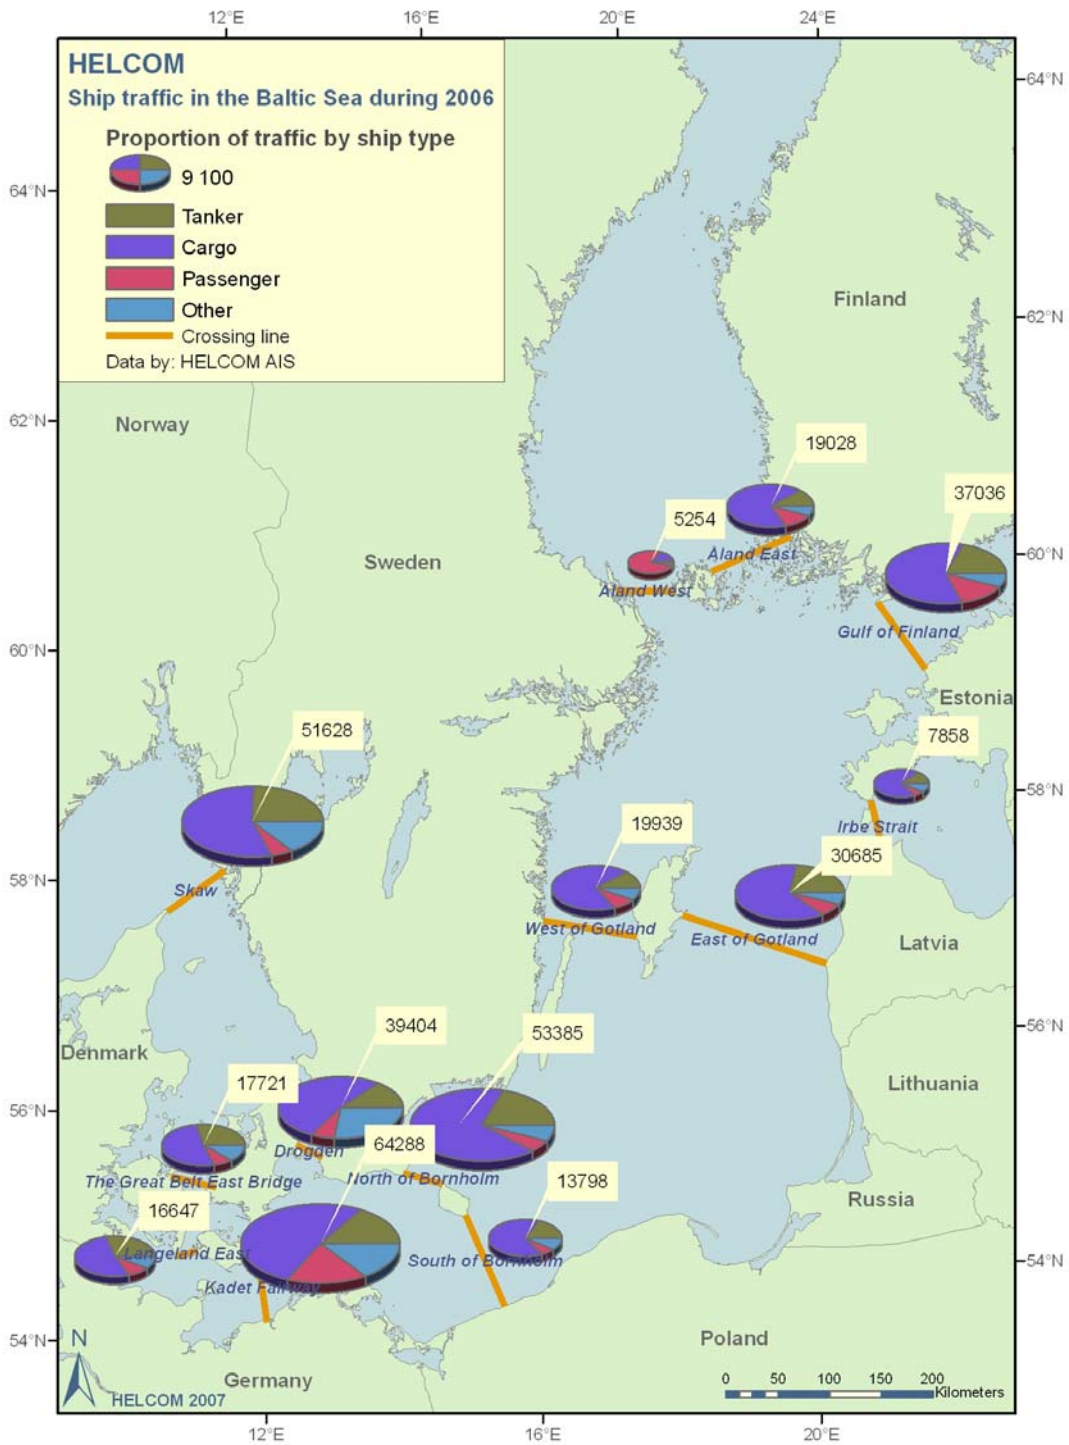 12°E 16°E 20°E 24°E
HELCOM
Ship traffic in the Baltic Sea during 2006
Proportion of traffic by ship type
9 100
Tanker
Cargo
Passenger
Other
Crossing line
Data by: HELCOM AIS
64°N
64°N
Finland
62°N
62°N
Norway
19028
37036
5254
Sweden
Åland East
60°N
Åland West
Gulf of Finland
60°N
Estonia
51628
7858
58°N
19939
Irbe Strait
30685
58°N
Skaw
West of Gotland
East of Gotland
Latvia
39404
53385
56°N
Denmark
17721
Lithuania
56°N
64288
Drogden
The Great Belt East Bridge
North of Bornholm
13798
Russia
16647
Langeland East
South of Bornholm
54°N
Kadet Fairway
54°N
N
Poland
Germany
0 50 100 150 200
Kilometers
HELCOM 2007
12°E 16°E 20°E